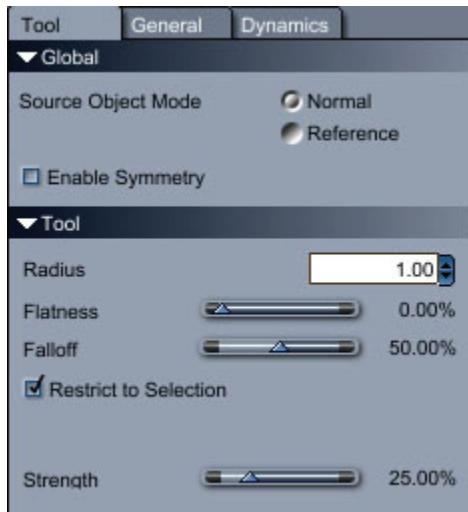 Tool General Dynamics
Global
Source Object Mode Normal
Reference
Enable Symmetry
Tool
Radius 1.00
Flatness 0.00%
Falloff 50.00%
Restrict to Selection
Strength 25.00%